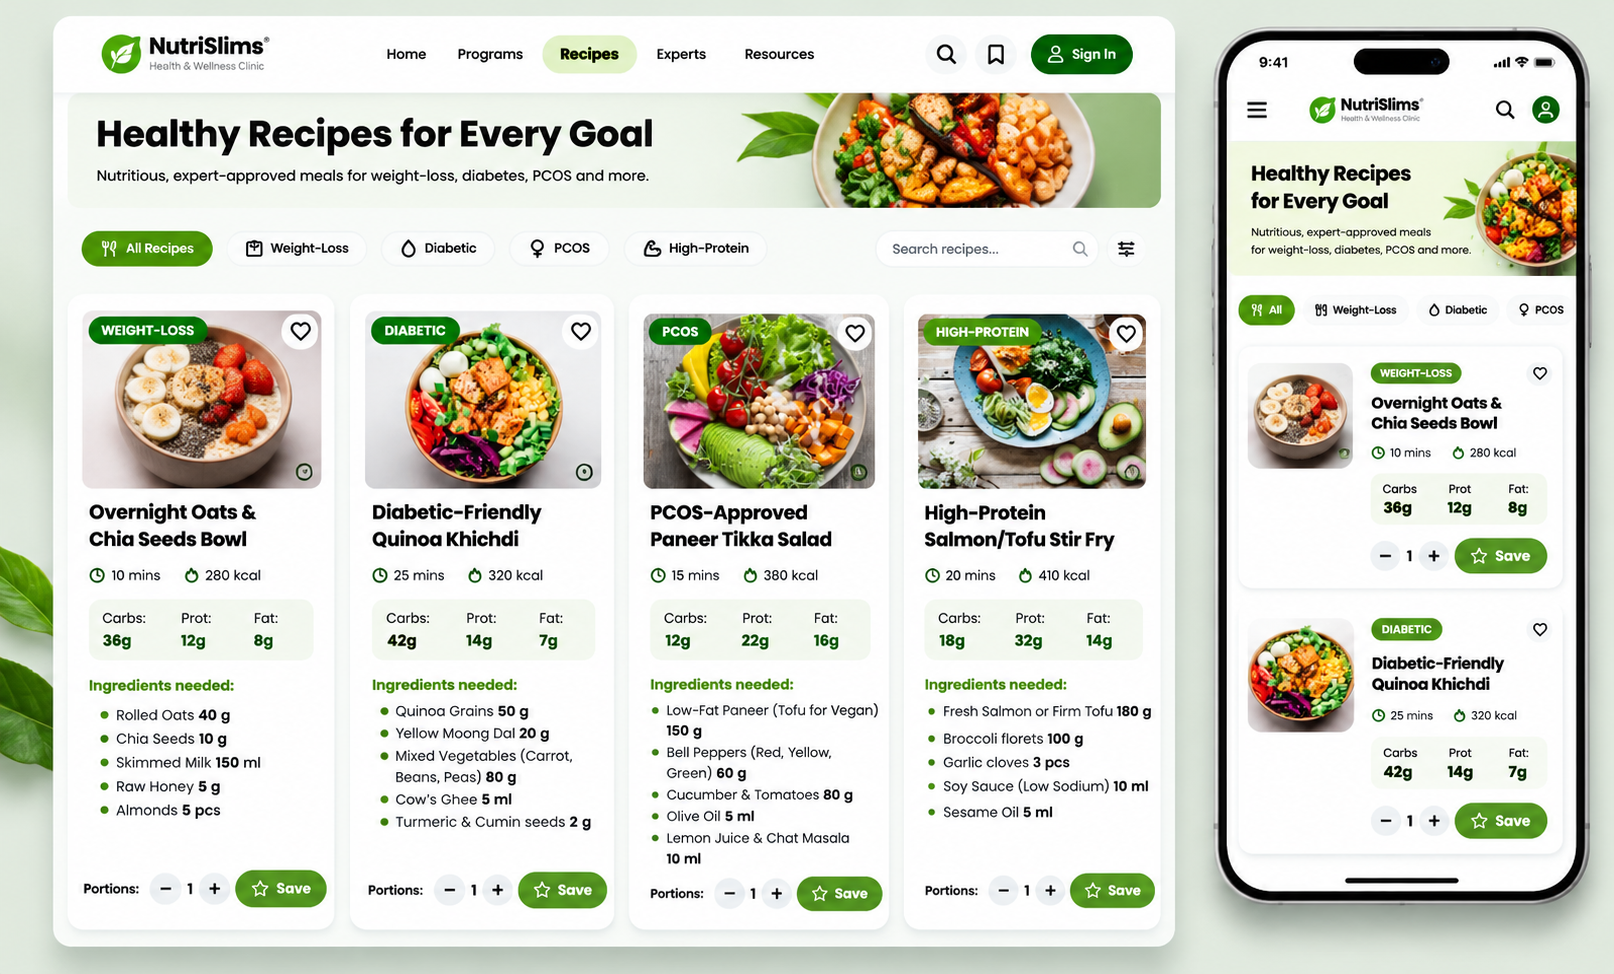 NutriSlims®
Health & Wellness Clinic
Home
Programs
Recipes
Experts
Resources
Sign In
Healthy Recipes for Every Goal
Nutritious, expert-approved meals for weight-loss, diabetes, PCOS and more.
All Recipes
Weight-Loss
Diabetic
PCOS
High-Protein
Search recipes...
WEIGHT-LOSS
Overnight Oats &
Chia Seeds Bowl
10 mins
280 kcal
Carbs: Prot: Fat:
36g 12g 8g
Ingredients needed:
Rolled Oats 40 g
Chia Seeds 10 g
Skimmed Milk 150 ml
Raw Honey 5 g
Almonds 5 pcs
Portions: − 1 + Save
DIABETIC
Diabetic-Friendly
Quinoa Khichdi
25 mins
320 kcal
Carbs: Prot: Fat:
42g 14g 7g
Ingredients needed:
Quinoa Grains 50 g
Yellow Moong Dal 20 g
Mixed Vegetables (Carrot,
Beans, Peas) 80 g
Cow's Ghee 5 ml
Turmeric & Cumin seeds 2 g
Portions: − 1 + Save
PCOS
PCOS-Approved
Paneer Tikka Salad
15 mins
380 kcal
Carbs: Prot: Fat:
12g 22g 16g
Ingredients needed:
Low-Fat Paneer (Tofu for Vegan)
150 g
Bell Peppers (Red, Yellow,
Green) 60 g
Cucumber & Tomatoes 80 g
Olive Oil 5 ml
Lemon Juice & Chat Masala
10 ml
Portions: − 1 + Save
HIGH-PROTEIN
High-Protein
Salmon/Tofu Stir Fry
20 mins
410 kcal
Carbs: Prot: Fat:
18g 32g 14g
Ingredients needed:
Fresh Salmon or Firm Tofu 180 g
Broccoli florets 100 g
Garlic cloves 3 pcs
Soy Sauce (Low Sodium) 10 ml
Sesame Oil 5 ml
Portions: − 1 + Save
9:41
NutriSlims®
Health & Wellness Clinic
Healthy Recipes
for Every Goal
Nutritious, expert-approved meals
for weight-loss, diabetes, PCOS and more.
All
Weight-Loss
Diabetic
PCOS
WEIGHT-LOSS
Overnight Oats &
Chia Seeds Bowl
10 mins
280 kcal
Carbs Prot Fat:
36g 12g 8g
− 1 + Save
DIABETIC
Diabetic-Friendly
Quinoa Khichdi
25 mins
320 kcal
Carbs Prot Fat:
42g 14g 7g
− 1 + Save